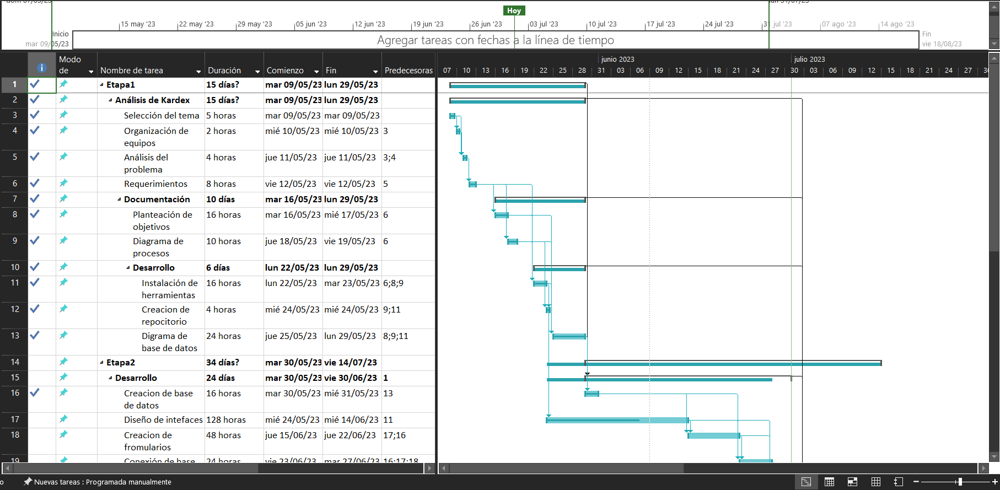 dom 07/05/23
lun 31/07/23
Hoy
15 may '23 22 may '23 29 may '23 05 jun '23 12 jun '23 19 jun '23 26 jun '23 03 jul '23 10 jul '23 17 jul '23 24 jul '23 31 jul '23 07 ago '23 14 ago '23
Inicio
mar 09/05/23
Agregar tareas con fechas a la línea de tiempo
Fin
vie 18/08/23
Modo de Nombre de tarea Duración Comienzo Fin Predecesoras
junio 2023 julio 2023
07 10 13 16 19 22 25 28 31 03 06 09 12 15 18 21 24 27 30 03 06 09 12 15 18 21 24 27 30
1 Etapa1 15 días? mar 09/05/23 lun 29/05/23
2 Análisis de Kardex 15 días? mar 09/05/23 lun 29/05/23
3 Selección del tema 5 horas mar 09/05/23 mar 09/05/23
4 Organización de equipos 2 horas mié 10/05/23 mié 10/05/23 3
5 Análisis del problema 4 horas jue 11/05/23 jue 11/05/23 3;4
6 Requerimientos 8 horas vie 12/05/23 vie 12/05/23 5
7 Documentación 10 días mar 16/05/23 lun 29/05/23
8 Planteación de objetivos 16 horas mar 16/05/23 mié 17/05/23 6
9 Diagrama de procesos 10 horas jue 18/05/23 vie 19/05/23 6
10 Desarrollo 6 días lun 22/05/23 lun 29/05/23
11 Instalación de herramientas 16 horas lun 22/05/23 mar 23/05/23 6;8;9
12 Creacion de repocitorio 4 horas mié 24/05/23 mié 24/05/23 9;11
13 Digrama de base de datos 24 horas jue 25/05/23 lun 29/05/23 8;9;11
14 Etapa2 34 días? mar 30/05/23 vie 14/07/23
15 Desarrollo 24 días mar 30/05/23 vie 30/06/23 1
16 Creacion de base de datos 16 horas mar 30/05/23 mié 31/05/23 13
17 Diseño de intefaces 128 horas mié 24/05/23 mié 14/06/23 11
18 Creacion de fromularios 48 horas jue 15/06/23 jue 22/06/23 17;16
19 Conexión de base 24 horas vie 23/06/23 mar 27/06/23 16;17;18
o Nuevas tareas : Programada manualmente